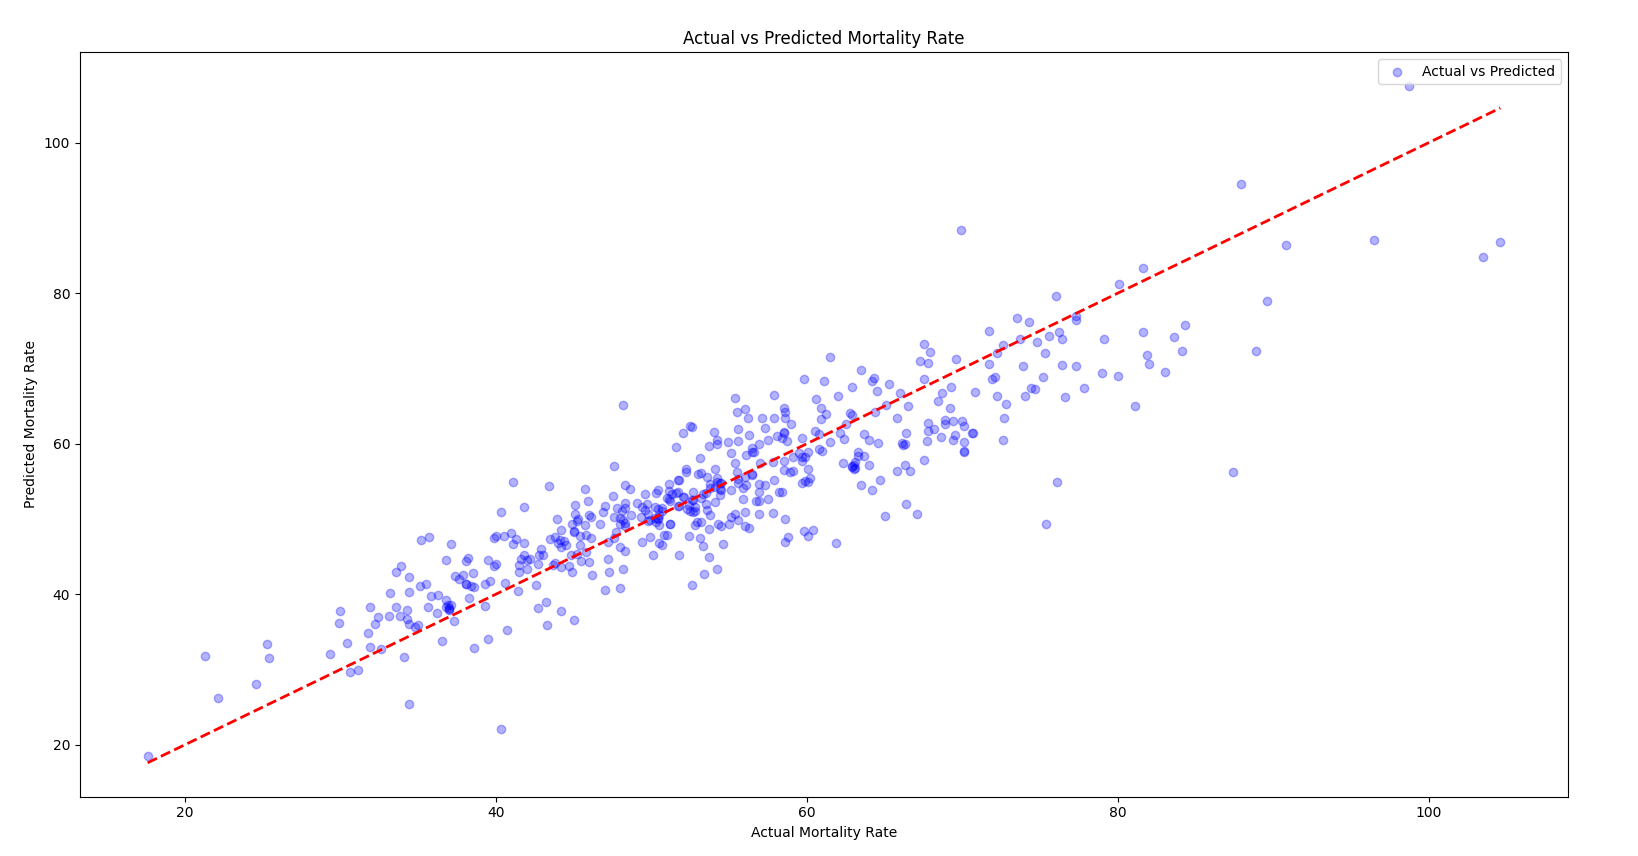 Actual vs Predicted Mortality Rate
Actual vs Predicted
Predicted Mortality Rate
100
80
60
40
20
20 40 60 80 100
Actual Mortality Rate